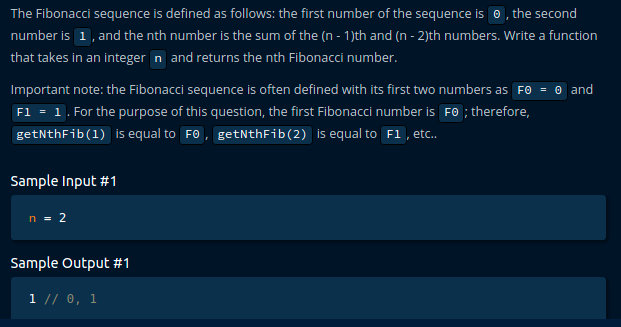 The Fibonacci sequence is defined as follows: the first number of the sequence is 0 , the second
number is 1 , and the nth number is the sum of the (n - 1)th and (n - 2)th numbers. Write a function
that takes in an integer n and returns the nth Fibonacci number.
Important note: the Fibonacci sequence is often defined with its first two numbers as F0 = 0 and
F1 = 1 . For the purpose of this question, the first Fibonacci number is F0 ; therefore,
getNthFib(1) is equal to F0 , getNthFib(2) is equal to F1 , etc..
Sample Input #1
n = 2
Sample Output #1
1 // 0, 1